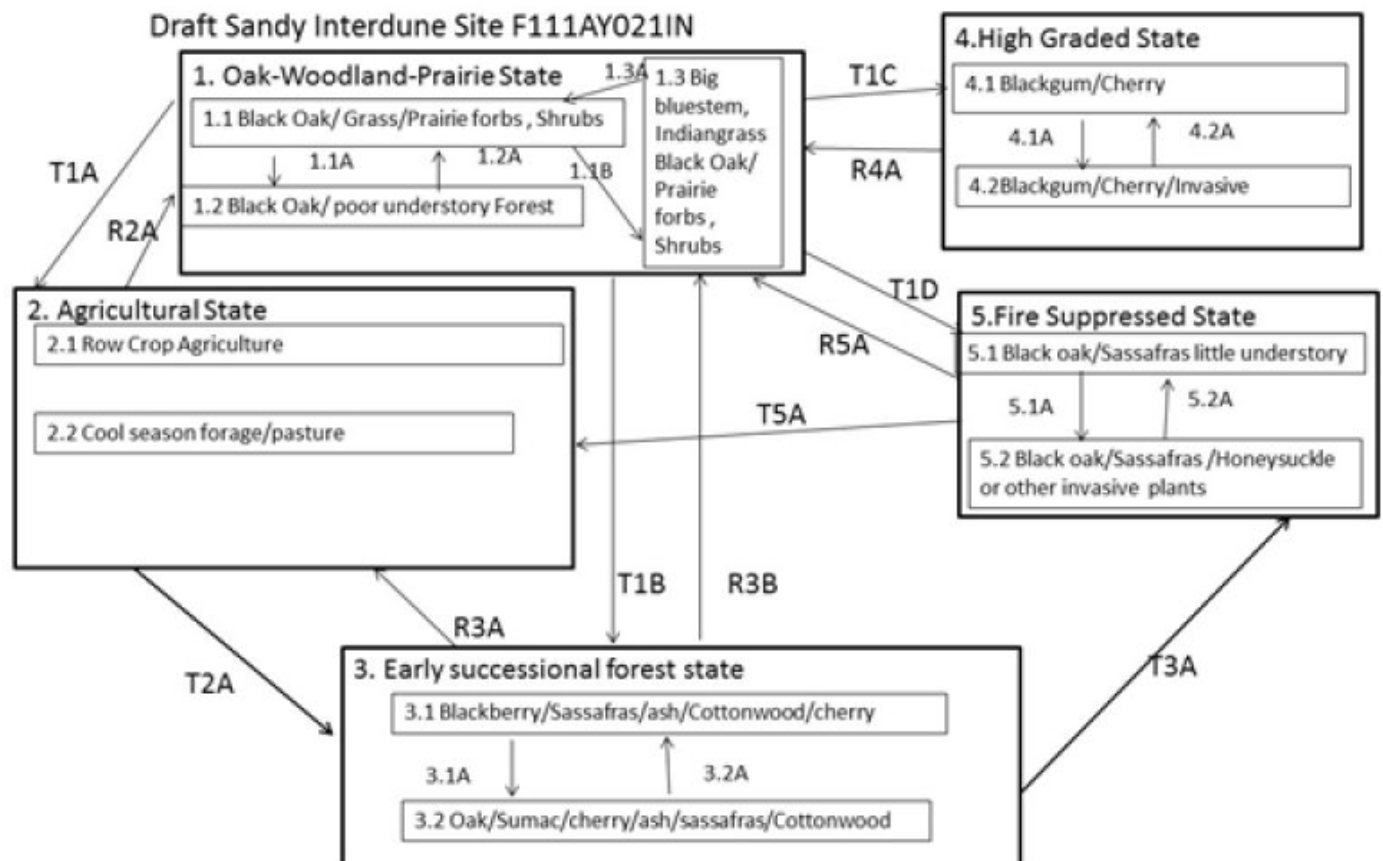 Draft Sandy Interdune Site F111AY021IN
1. Oak-Woodland-Prairie State
1.1 Black Oak/ Grass/Prairie forbs , Shrubs
1.1A
1.2A
1.2 Black Oak/ poor understory Forest
1.3A
1.1B
1.3 Big
bluestem,
Indiangrass
Black Oak/
Prairie
forbs ,
Shrubs
T1C
R4A
4.High Graded State
4.1 Blackgum/Cherry
4.1A
4.2A
4.2Blackgum/Cherry/Invasive
T1A
R2A
T1D
R5A
2. Agricultural State
2.1 Row Crop Agriculture
2.2 Cool season forage/pasture
T5A
5.Fire Suppressed State
5.1 Black oak/Sassafras little understory
5.1A
5.2A
5.2 Black oak/Sassafras /Honeysuckle
or other invasive plants
T1B
R3B
R3A
T2A
T3A
3. Early successional forest state
3.1 Blackberry/Sassafras/ash/Cottonwood/cherry
3.1A
3.2A
3.2 Oak/Sumac/cherry/ash/sassafras/Cottonwood